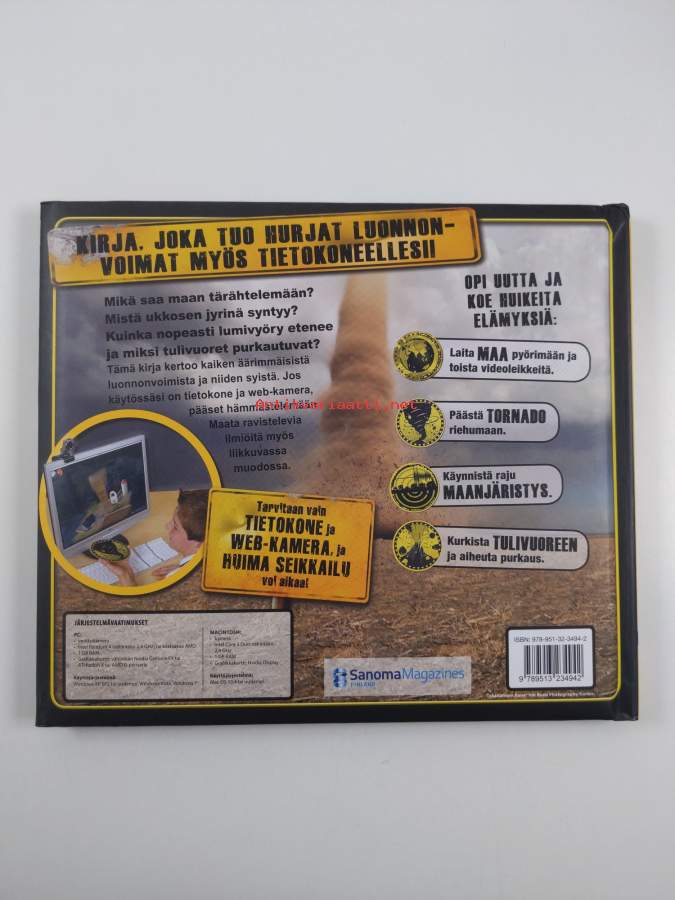 KIRJA, JOKA TUO HURJAT LUONNON-
VOIMAT MYÖS TIETOKONEELLESI!
Mikä saa maan tärähtelemään?
Mistä ukkosen jyrinä syntyy?
Kuinka nopeasti lumivyöry etenee
ja miksi tulivuoret purkautuvat?
Tämä kirja kertoo kaiken äärimmäisistä
luonnonvoimista ja niiden syistä. Jos
käytössäsi on tietokone ja web-kamera,
pääset hämmästelemään
Maata ravistelevia
ilmiöitä myös
liikkuvassa
muodossa.
Antikvariaatti.net
Tarvitaan vain
TIETOKONE ja
WEB-KAMERA, ja
HUIMA SEIKKAILU
voi alkaa!
OPI UUTTA JA
KOE HUIKEITA
ELÄMYKSIÄ:
Laita MAA pyörimään ja
toista videoleikkeitä.
Päästä TORNADO
riehumaan.
Käynnistä raju
MAANJÄRISTYS.
Kurkista TULIVUOREEN
ja aiheuta purkaus.
JÄRJESTELMÄVAATIMUKSET
PC:
MACINTOSH:
Käyttöjärjestelmä:
Käyttöjärjestelmä:
SanomaMagazines
FINLAND
ISBN: 978-951-32-3494-2
9 789513 234942